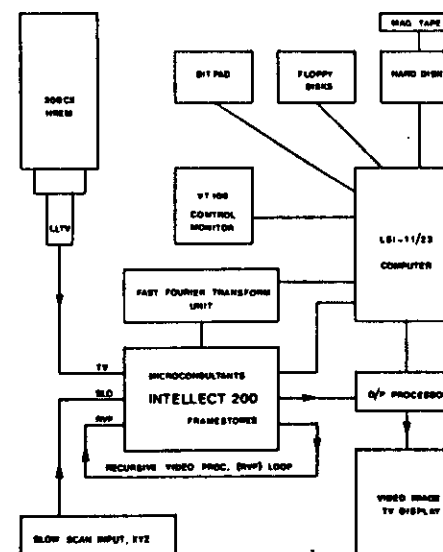 MAG TAPE
200CX
HREM
BIT PAD
FLOPPY
DISKS
HARD DISK
LLTV
VT 100
CONTROL
MONITOR
LSI-11/23
COMPUTER
FAST FOURIER TRANSFORM
UNIT
TV
SLO
RVP
MICROCONSULTANTS
INTELLECT 200
FRAMESTORES
O/P PROCESSO
RECURSIVE VIDEO PROC. (RVP) LOOP
VIDEO IMAGE
TV DISPLAY
SLOW SCAN INPUT, XYZ